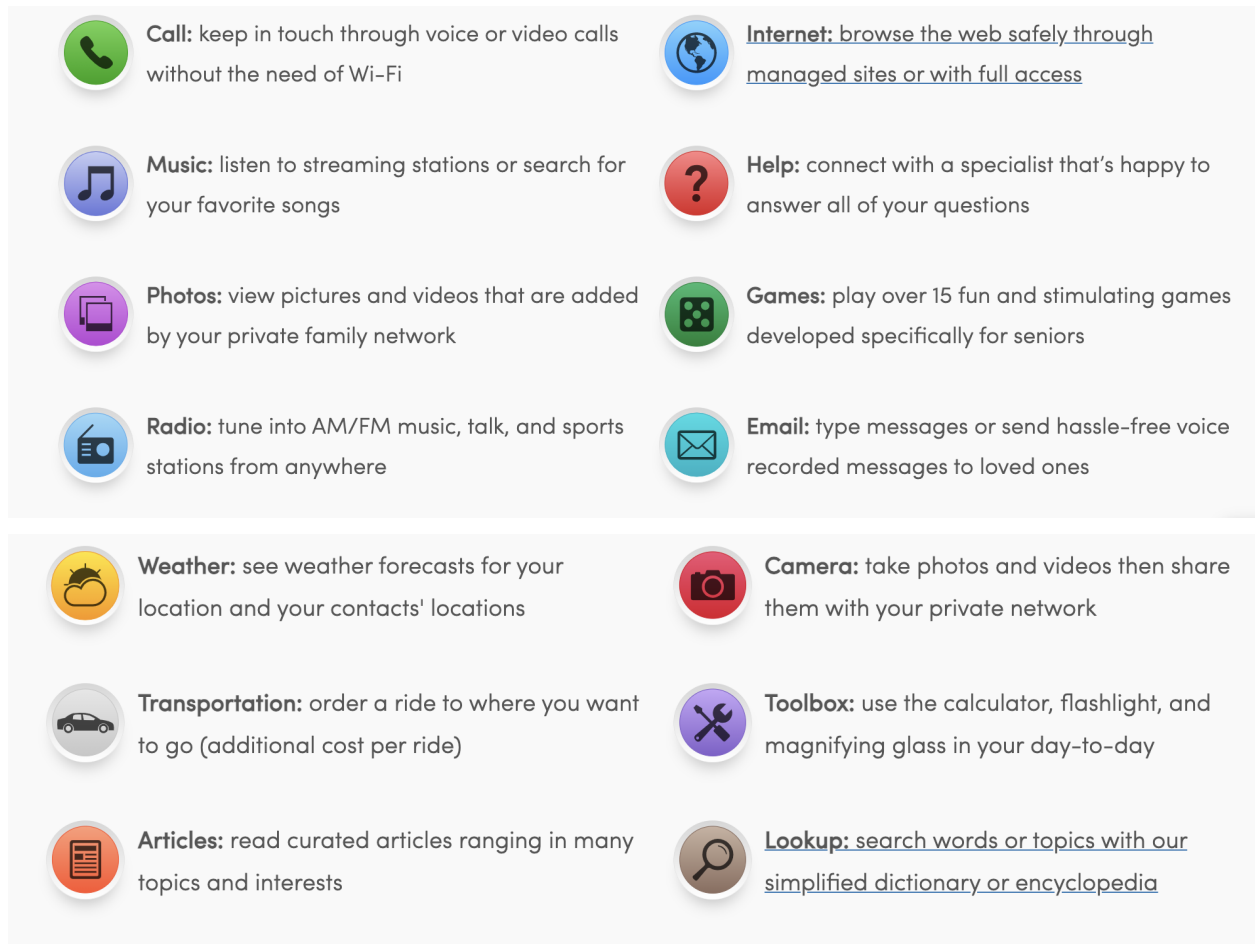 Call: keep in touch through voice or video calls
without the need of Wi-Fi
Internet: browse the web safely through
managed sites or with full access
Music: listen to streaming stations or search for
your favorite songs
Help: connect with a specialist that's happy to
answer all of your questions
Photos: view pictures and videos that are added
by your private family network
Games: play over 15 fun and stimulating games
developed specifically for seniors
Radio: tune into AM/FM music, talk, and sports
stations from anywhere
Email: type messages or send hassle-free voice
recorded messages to loved ones
Weather: see weather forecasts for your
location and your contacts' locations
Camera: take photos and videos then share
them with your private network
Transportation: order a ride to where you want
to go (additional cost per ride)
Toolbox: use the calculator, flashlight, and
magnifying glass in your day-to-day
Articles: read curated articles ranging in many
topics and interests
Lookup: search words or topics with our
simplified dictionary or encyclopedia